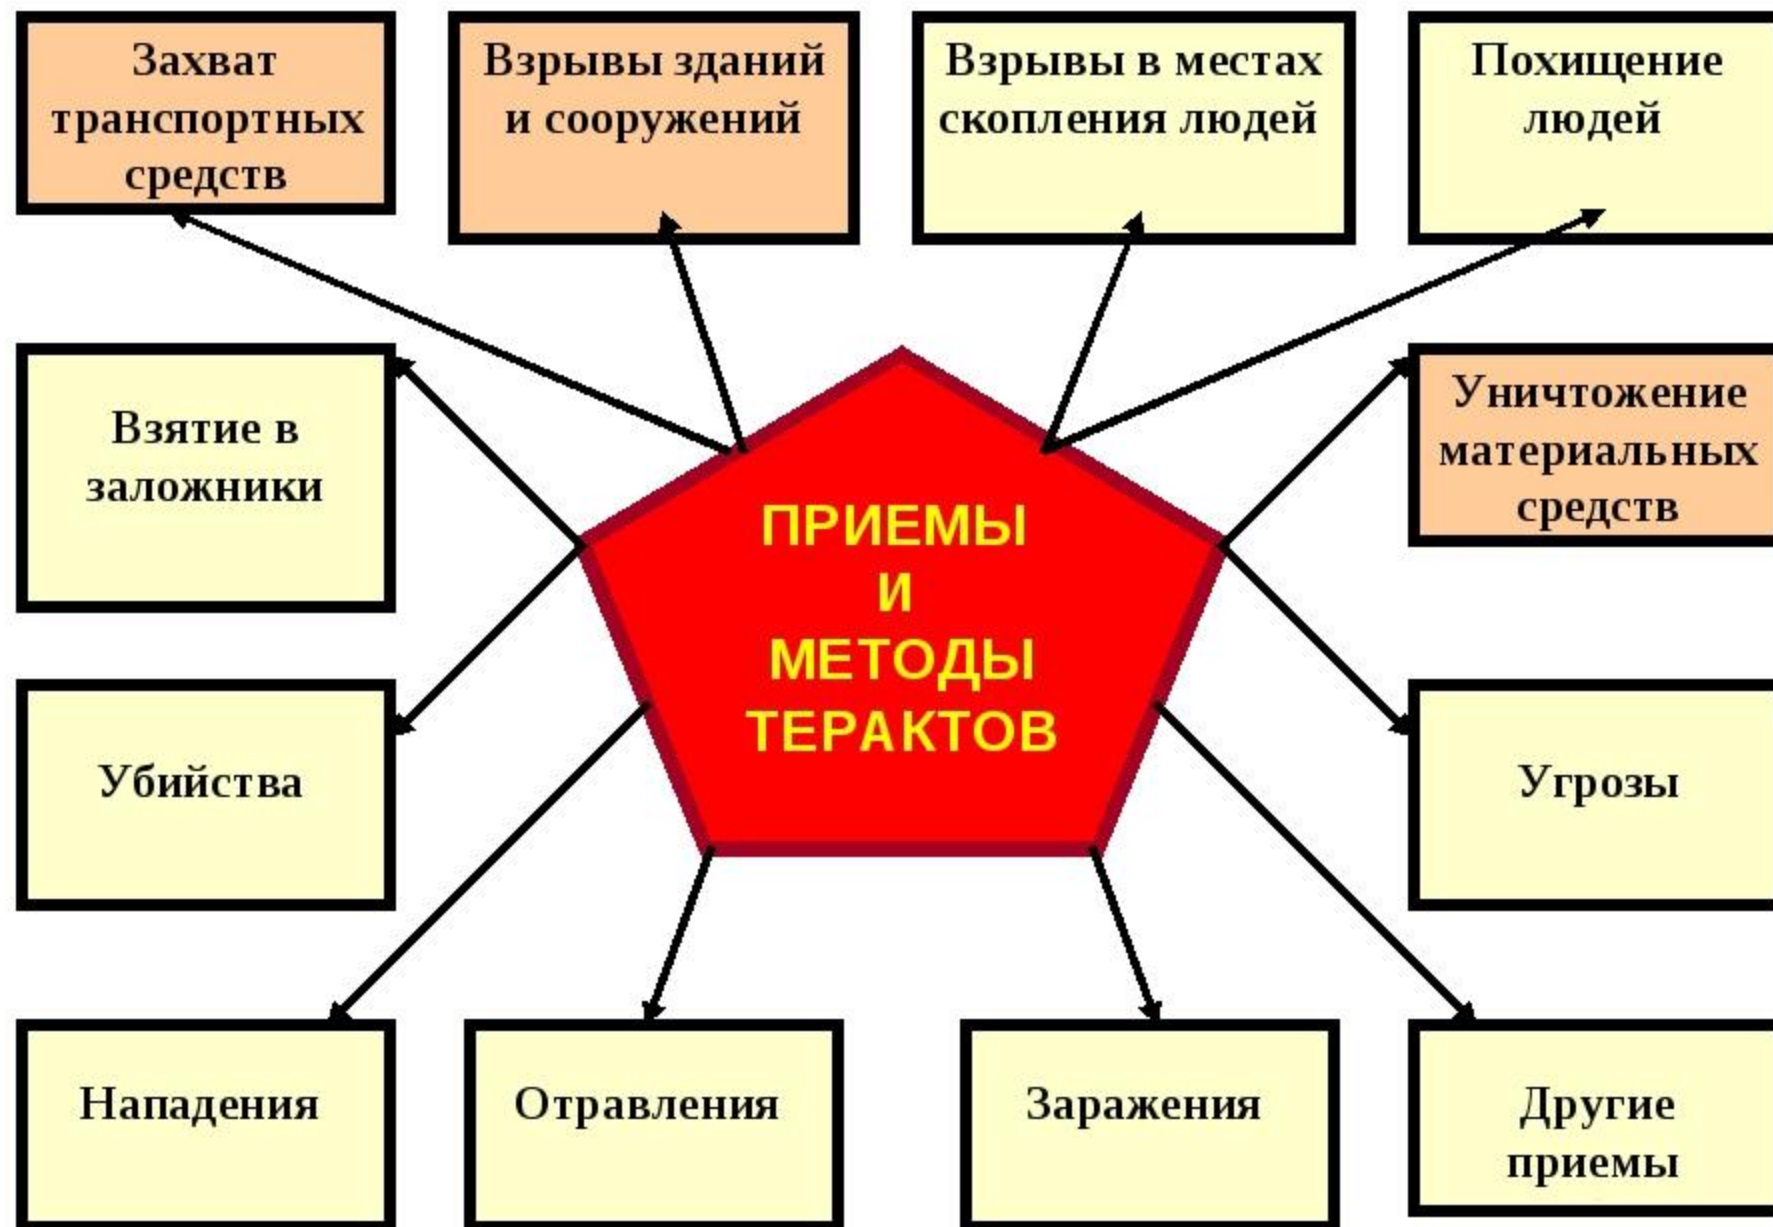 Захват
транспортных
средств
Взрывы зданий
и сооружений
Взрывы в местах
скопления людей
Похищение
людей
Взятие в
заложники
ПРИЕМЫ
И
МЕТОДЫ
ТЕРАКТОВ
Уничтожение
материальных
средств
Убийства
Угрозы
Нападения
Отравления
Заражения
Другие
приемы